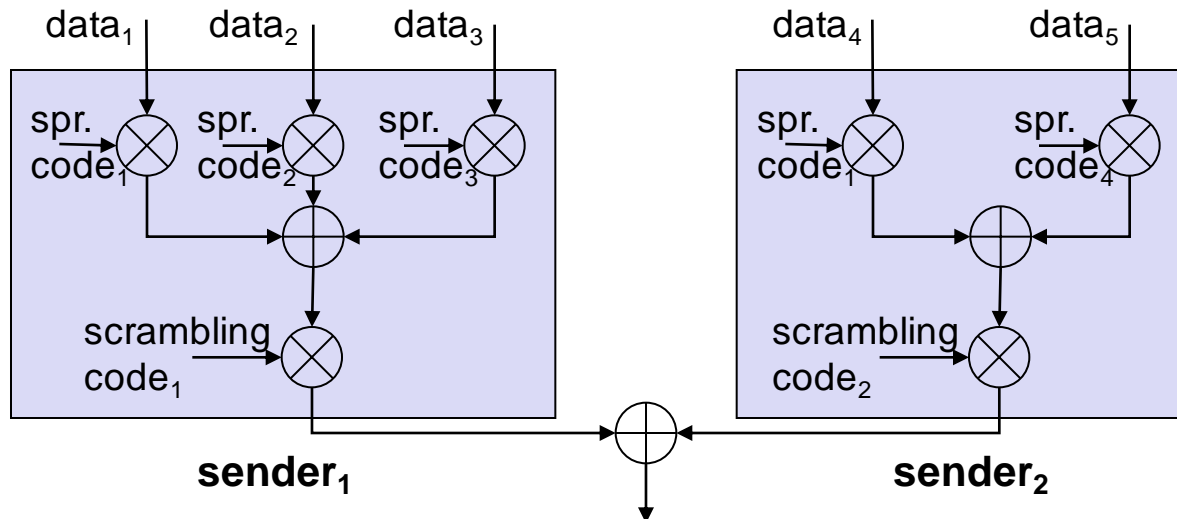 data₁ data₂ data₃ data₄ data₅
spr. spr. spr. spr. spr.
code₁ code₂ code₃ code₁ code₄
scrambling scrambling
code₁ code₂
sender₁ sender₂